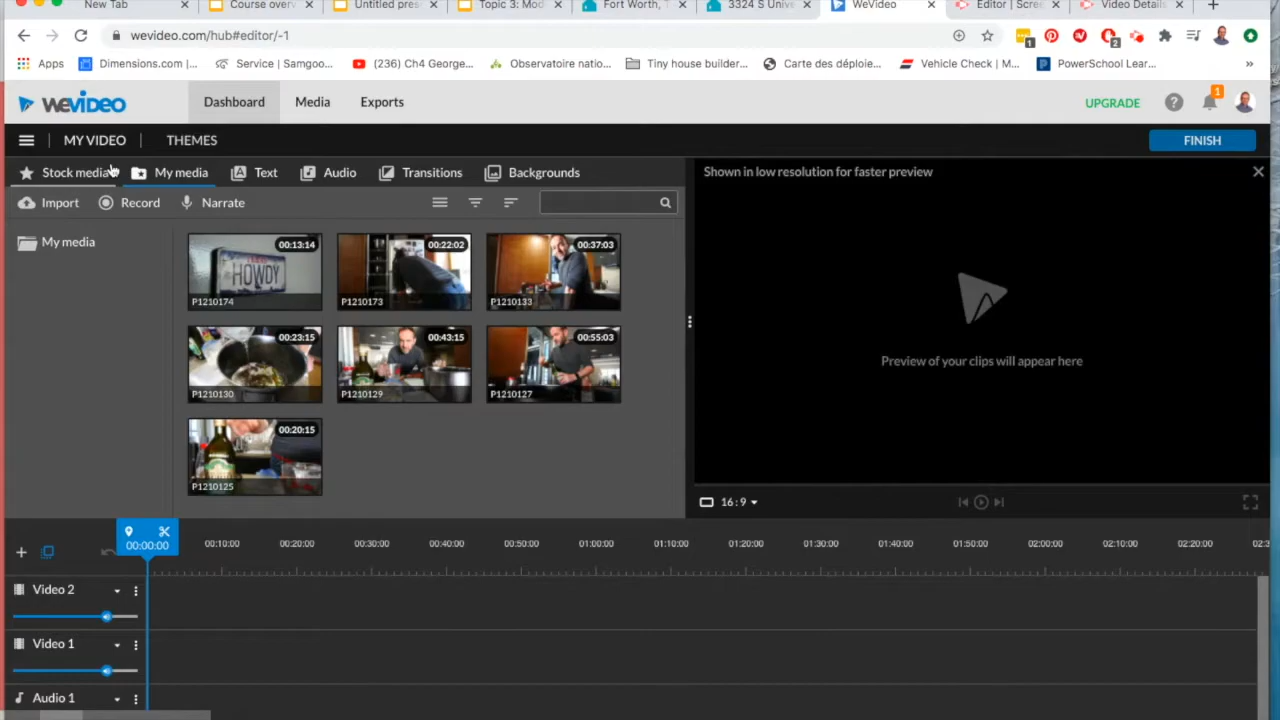 New Tab × Course overv × Untitled prese × Topic 3: Mod × Fort Worth, T × 3324 S Unive × WeVideo × Editor | Scree × Video Details × +
wevideo.com/hub#editor/-1 1 2
Apps Dimensions.com |... Service | Samgoo... (236) Ch4 George... Observatoire natio... Tiny house builder... Carte des déploie... Vehicle Check | M... PowerSchool Lear... »
WEVIDEO Dashboard Media Exports UPGRADE ? 1
MY VIDEO THEMES FINISH
Stock media My media Text Audio Transitions Backgrounds
Shown in low resolution for faster preview
Import Record Narrate
My media
00:13:14 00:22:02 00:37:03
HOWDY
P1210174 P1210173 P1210133
00:23:15 00:43:15 00:55:03
P1210130 P1210129 P1210127
00:20:15
P1210125
Preview of your clips will appear here
16:9
00:00:00 00:10:00 00:20:00 00:30:00 00:40:00 00:50:00 01:00:00 01:10:00 01:20:00 01:30:00 01:40:00 01:50:00 02:00:00 02:10:00 02:20:00 02:3
Video 2
Video 1
Audio 1